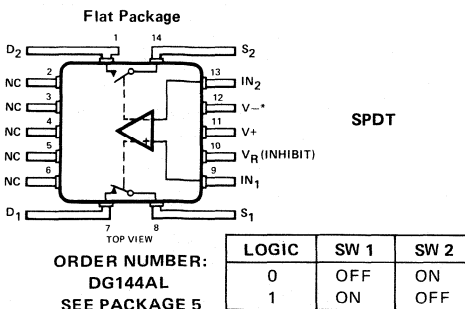 Flat Package
D2 1 14 S2
NC 2 13 IN2
NC 3 12 V-*
NC 4 11 V+
NC 5 10 VR (INHIBIT)
NC 6 9 IN1
D1 7 8 S1
TOP VIEW
SPDT
ORDER NUMBER:
DG144AL
SEE PACKAGE 5
LOGIC SW 1 SW 2
0 OFF ON
1 ON OFF